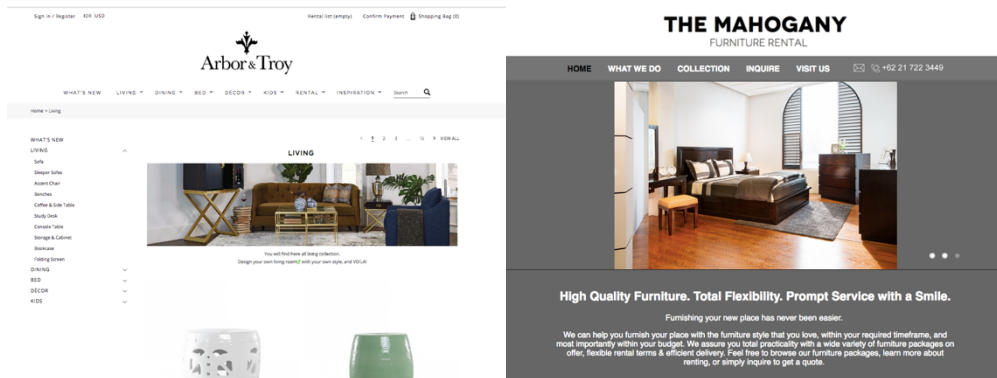 Sign in / Register IDR USD
Rental list (empty) Confirm Payment Shopping Bag (0)
Arbor & Troy
WHAT'S NEW LIVING DINING BED DÉCOR KIDS RENTAL INSPIRATION Search
Home > Living
< 1 2 3 ... 15 > VIEW ALL
WHAT'S NEW
LIVING
Sofa
Sleeper Sofas
Accent Chair
Benches
Coffee & Side Table
Study Desk
Console Table
Storage & Cabinet
Bookcase
Folding Screen
DINING
BED
DÉCOR
KIDS
LIVING
You will find here all living collection.
Design your own living room with your own style, and VOILA!
THE MAHOGANY
FURNITURE RENTAL
HOME WHAT WE DO COLLECTION INQUIRE VISIT US +62 21 722 3449
High Quality Furniture. Total Flexibility. Prompt Service with a Smile.
Furnishing your new place has never been easier.
We can help you furnish your place with the furniture style that you love, within your required timeframe, and
most importantly within your budget. We assure you total practicality with a wide variety of furniture packages on
offer, flexible rental terms & efficient delivery. Feel free to browse our furniture packages, learn more about
renting, or simply inquire to get a quote.